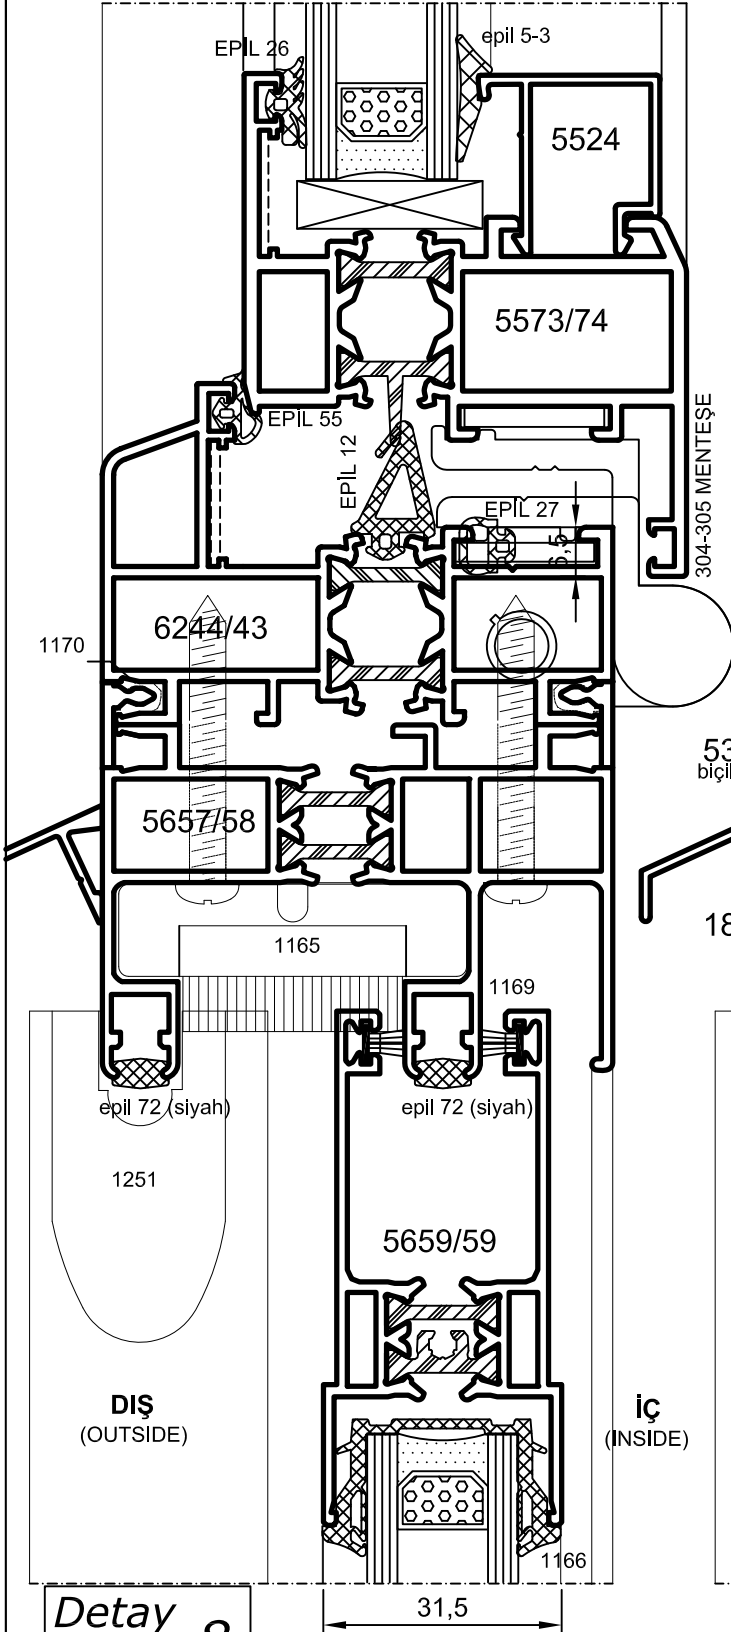 EPİL 26
epil 5-3
5524
5573/74
EPİL 55
EPİL 12
304-305 MENTEŞE
EPİL 27
6,5
6244/43
1170
5657/58
1165
1169
epil 72 (siyah)
epil 72 (siyah)
1251
5659/59
DIŞ
(OUTSIDE)
İÇ
(INSIDE)
1166
31,5
Detay